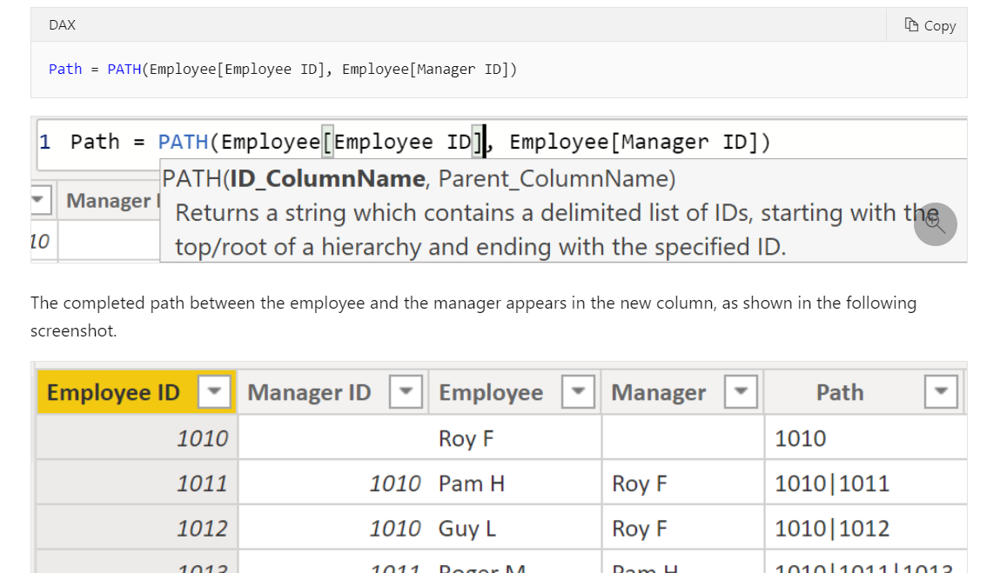 DAX
Copy
Path = PATH(Employee[Employee ID], Employee[Manager ID])
1 Path = PATH(Employee[Employee ID], Employee[Manager ID])
PATH(ID_ColumnName, Parent_ColumnName)
Manager
Returns a string which contains a delimited list of IDs, starting with the
10
top/root of a hierarchy and ending with the specified ID.
The completed path between the employee and the manager appears in the new column, as shown in the following
screenshot.
Employee ID Manager ID Employee Manager Path
1010 Roy F 1010
1011 1010 Pam H Roy F 1010|1011
1012 1010 Guy L Roy F 1010|1012
1013 1011 Roger M Pam H 1010|1011|1013